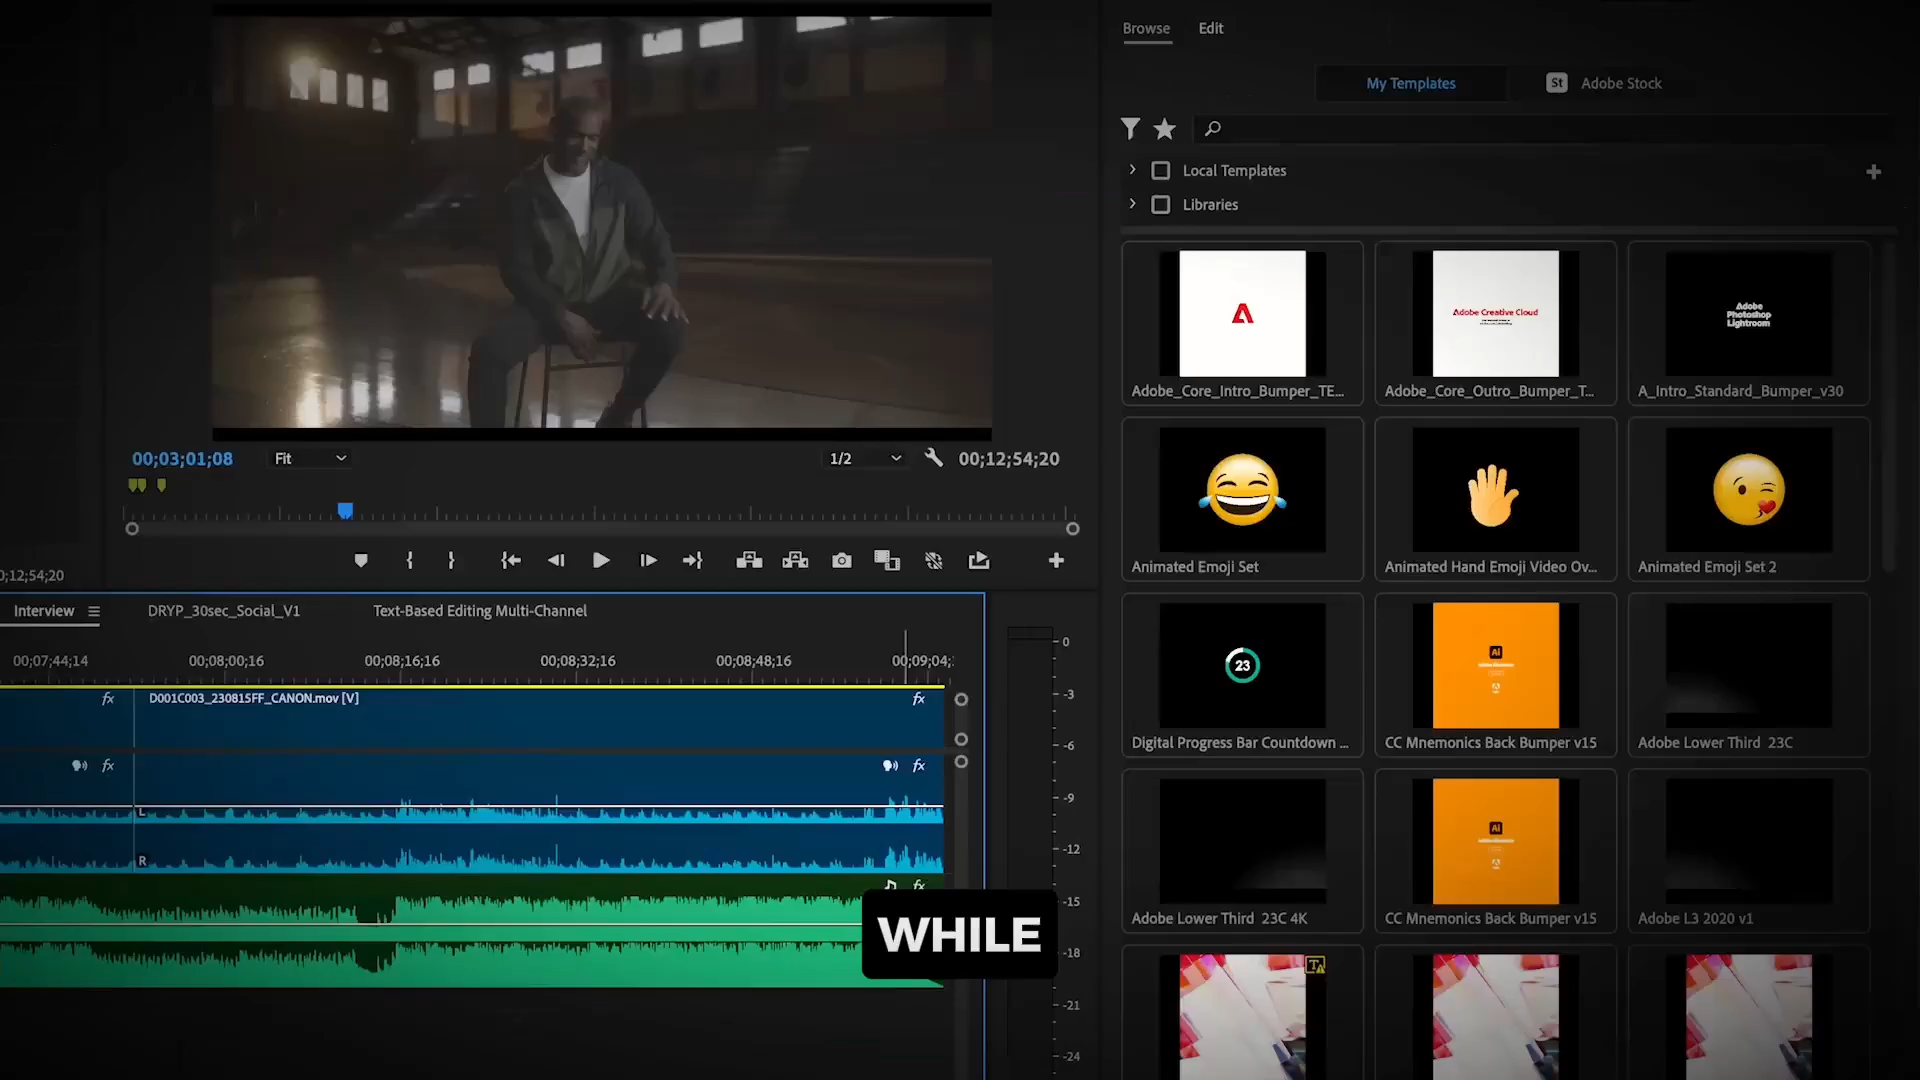 Browse
Edit
My Templates
St
Adobe Stock
Local Templates
Libraries
Adobe Creative Cloud
Adobe
Photoshop
Lightroom
Adobe_Core_Intro_Bumper_TE...
Adobe_Core_Outro_Bumper_T...
A_Intro_Standard_Bumper_v30
00;03;01;08
Fit
1/2
00;12;54;20
Animated Emoji Set
Animated Hand Emoji Video Ov...
Animated Emoji Set 2
0;12;54;20
Interview
DRYP_30sec_Social_V1
Text-Based Editing Multi-Channel
00;07;44;14
00;08;00;16
00;08;16;16
00;08;32;16
00;08;48;16
00;09;04;
fx
D001C003_230815FF_CANON.mov [V]
fx
fx
fx
L
R
fx
0
-3
-6
-9
-12
-15
-18
-21
-24
23
Ai
Digital Progress Bar Countdown ...
CC Mnemonics Back Bumper v15
Adobe Lower Third 23C
Ai
Adobe Lower Third 23C 4K
CC Mnemonics Back Bumper v15
Adobe L3 2020 v1
WHILE